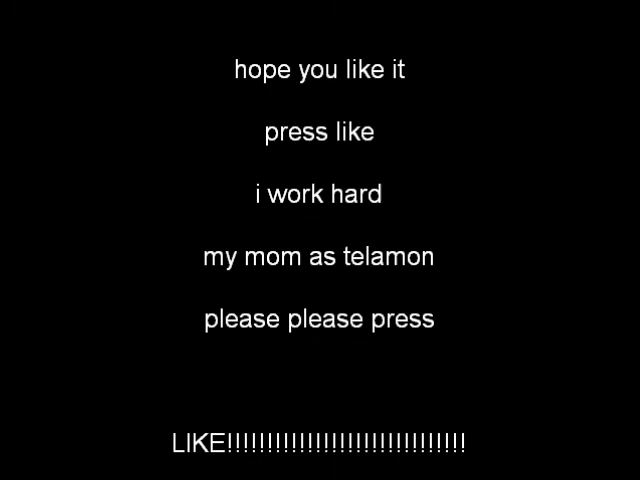 hope you like it
press like
i work hard
my mom as telamon
please please press
LIKE!!!!!!!!!!!!!!!!!!!!!!!!!!!!!!